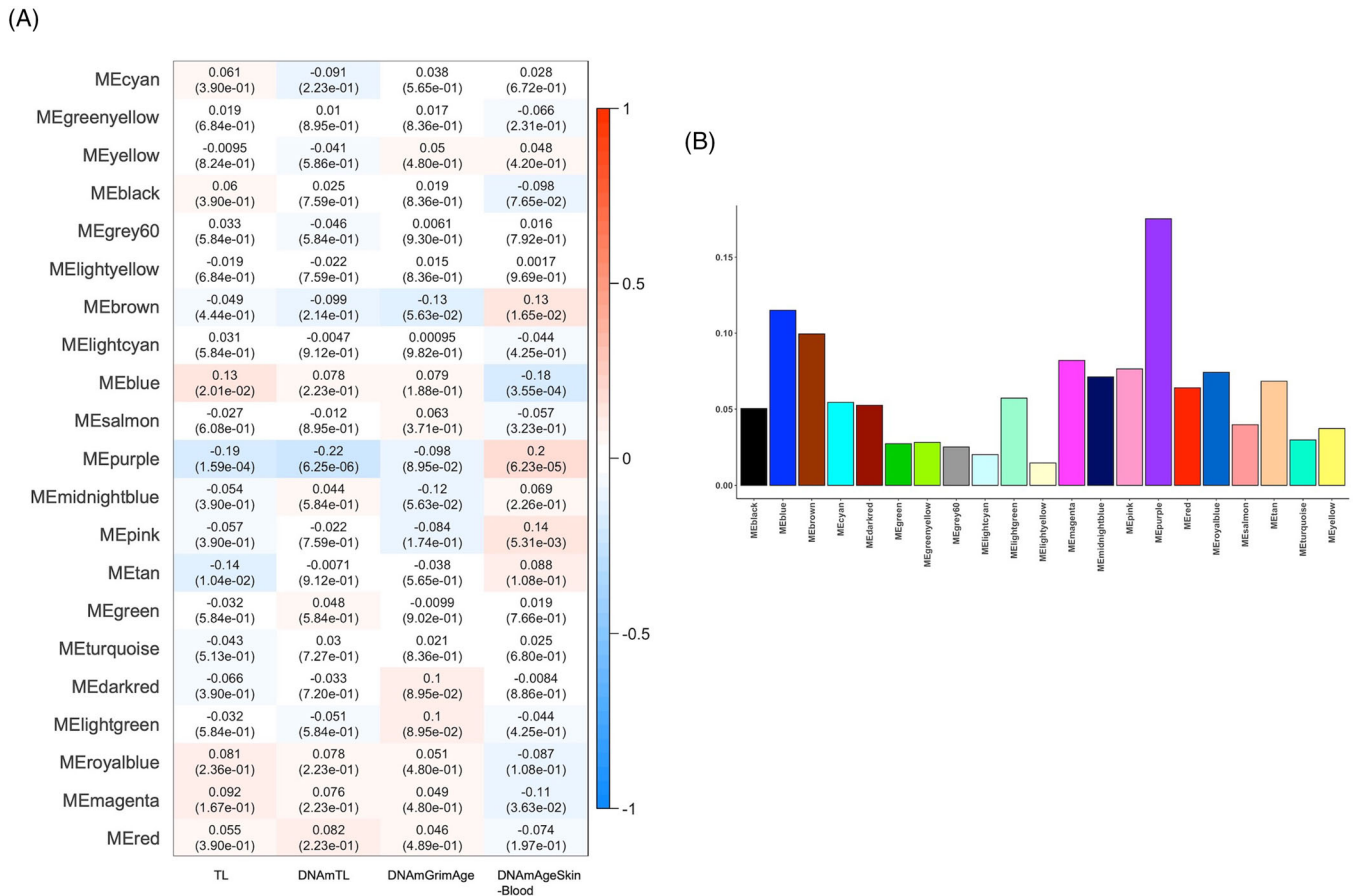 (A)
MEcyan 0.061 -0.091 0.038 0.028
(3.90e-01) (2.23e-01) (5.65e-01) (6.72e-01)
MEgreenyellow 0.019 0.01 0.017 -0.066
(6.84e-01) (8.95e-01) (8.36e-01) (2.31e-01)
MEyellow -0.0095 -0.041 0.05 0.048
(8.24e-01) (5.86e-01) (4.80e-01) (4.20e-01)
MEblack 0.06 0.025 0.019 -0.098
(3.90e-01) (7.59e-01) (8.36e-01) (7.65e-02)
MEgrey60 0.033 -0.046 0.0061 0.016
(5.84e-01) (5.84e-01) (9.30e-01) (7.92e-01)
MElightyellow -0.019 -0.022 0.015 0.0017
(6.84e-01) (7.59e-01) (8.36e-01) (9.69e-01)
MEbrown -0.049 -0.099 -0.13 0.13
(4.44e-01) (2.14e-01) (5.63e-02) (1.65e-02)
MElightcyan 0.031 -0.0047 0.00095 -0.044
(5.84e-01) (9.12e-01) (9.82e-01) (4.25e-01)
MEblue 0.13 0.078 0.079 -0.18
(2.01e-02) (2.23e-01) (1.88e-01) (3.55e-04)
MEsalmon -0.027 -0.012 0.063 -0.057
(6.08e-01) (8.95e-01) (3.71e-01) (3.23e-01)
MEpurple -0.19 -0.22 -0.098 0.2
(1.59e-04) (6.25e-06) (8.95e-02) (6.23e-05)
MEmidnightblue -0.054 0.044 -0.12 0.069
(3.90e-01) (5.84e-01) (5.63e-02) (2.26e-01)
MEpink -0.057 -0.022 -0.084 0.14
(3.90e-01) (7.59e-01) (1.74e-01) (5.31e-03)
MEtan -0.14 -0.0071 -0.038 0.088
(1.04e-02) (9.12e-01) (5.65e-01) (1.08e-01)
MEgreen -0.032 0.048 -0.0099 0.019
(5.84e-01) (5.84e-01) (9.02e-01) (7.66e-01)
MEturquoise -0.043 0.03 0.021 0.025
(5.13e-01) (7.27e-01) (8.36e-01) (6.80e-01)
MEdarkred -0.066 -0.033 0.1 -0.0084
(3.90e-01) (7.20e-01) (8.95e-02) (8.86e-01)
MElightgreen -0.032 -0.051 0.1 -0.044
(5.84e-01) (5.84e-01) (8.95e-02) (4.25e-01)
MEroyalblue 0.081 0.078 0.051 -0.087
(2.36e-01) (2.23e-01) (4.80e-01) (1.08e-01)
MEmagenta 0.092 0.076 0.049 -0.11
(1.67e-01) (2.23e-01) (4.80e-01) (3.63e-02)
MEred 0.055 0.082 0.046 -0.074
(3.90e-01) (2.23e-01) (4.89e-01) (1.97e-01)
TL DNAmTL DNAmGrimAge DNAmAgeSkin
-Blood
1
0.5
0
-0.5
-1
(B)
0.15
0.10
0.05
0.00
MEblack
MEblue
MEbrown
MEcyan
MEdarkred
MEgreen
MEgreenyellow
MEgrey60
MElightcyan
MElightgreen
MElightyellow
MEmagenta
MEmidnightblue
MEpink
MEpurple
MEred
MEroyalblue
MEsalmon
MEtan
MEturquoise
MEyellow